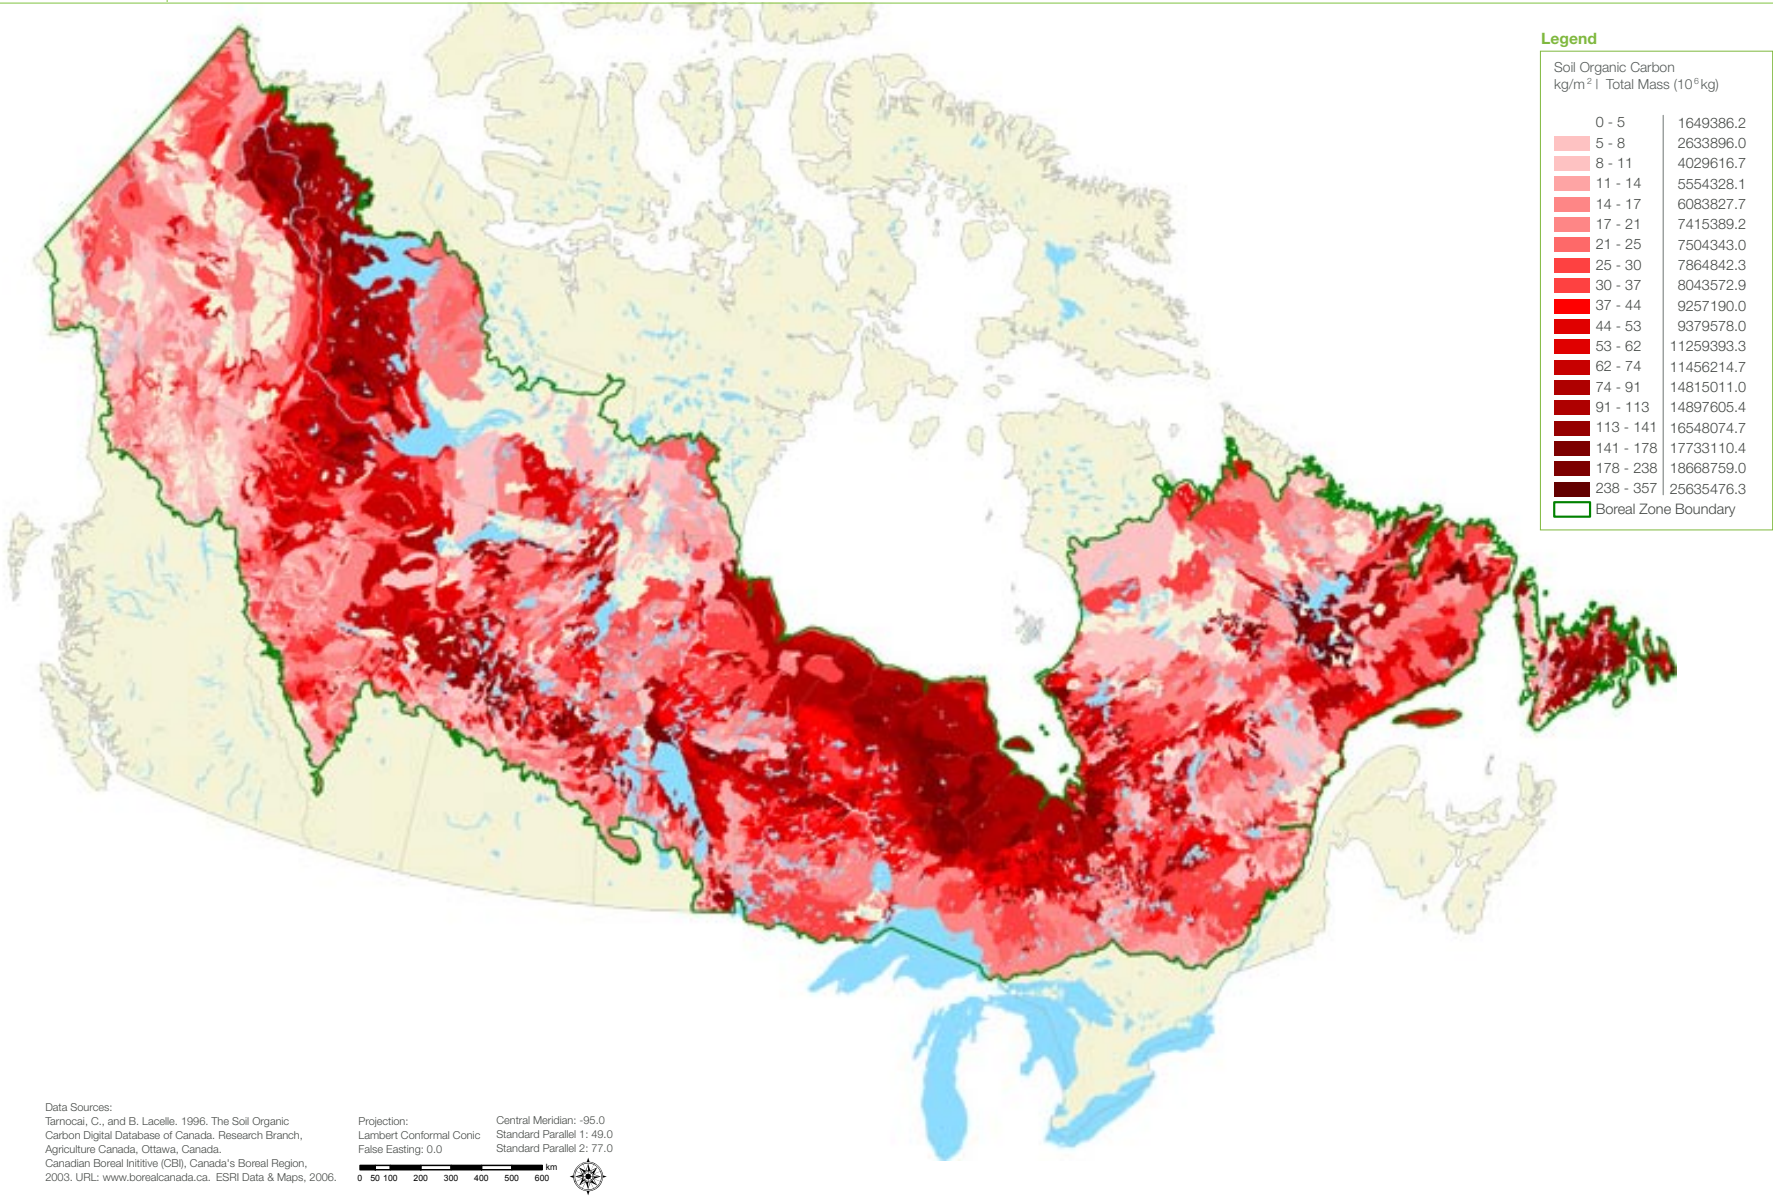 Legend
Soil Organic Carbon
kg/m² | Total Mass (10⁶kg)
0 - 5 1649386.2
5 - 8 2633896.0
8 - 11 4029616.7
11 - 14 5554328.1
14 - 17 6083827.7
17 - 21 7415389.2
21 - 25 7504343.0
25 - 30 7864842.3
30 - 37 8043572.9
37 - 44 9257190.0
44 - 53 9379578.0
53 - 62 11259393.3
62 - 74 11456214.7
74 - 91 14815011.0
91 - 113 14897605.4
113 - 141 16548074.7
141 - 178 17733110.4
178 - 238 18668759.0
238 - 357 25635476.3
Boreal Zone Boundary
Data Sources:
Tarnocai, C., and B. Lacelle. 1996. The Soil Organic
Carbon Digital Database of Canada. Research Branch,
Agriculture Canada, Ottawa, Canada.
Canadian Boreal Inititive (CBI), Canada's Boreal Region,
2003. URL: www.borealcanada.ca. ESRI Data & Maps, 2006.
Projection:
Lambert Conformal Conic
False Easting: 0.0
Central Meridian: -95.0
Standard Parallel 1: 49.0
Standard Parallel 2: 77.0
km
0 50 100 200 300 400 500 600